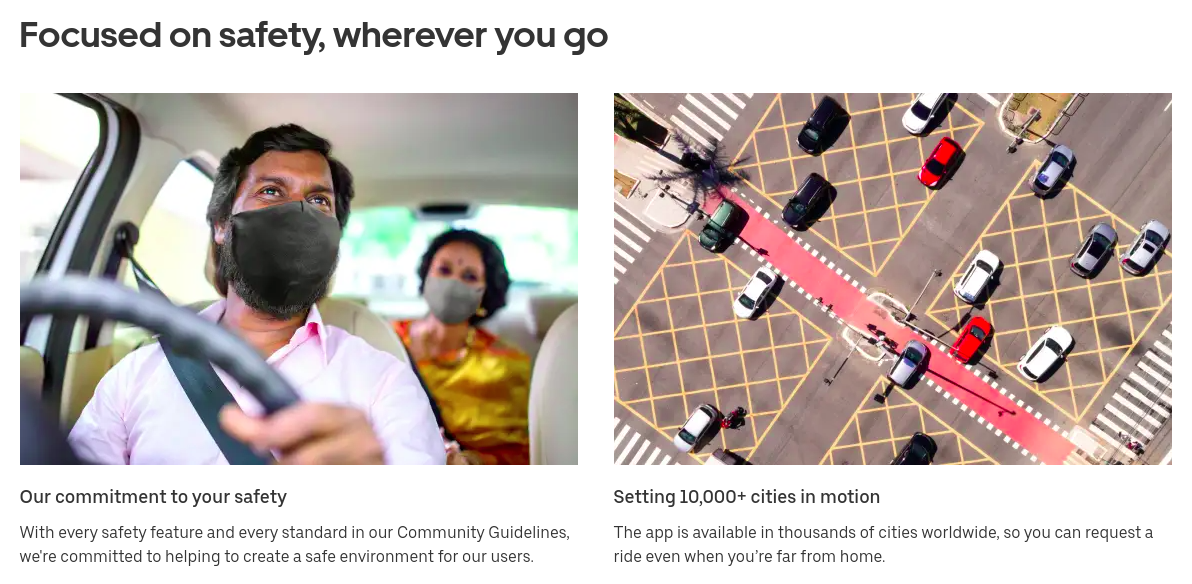 Focused on safety, wherever you go
Our commitment to your safety
With every safety feature and every standard in our Community Guidelines,
we're committed to helping to create a safe environment for our users.
Setting 10,000+ cities in motion
The app is available in thousands of cities worldwide, so you can request a
ride even when you’re far from home.